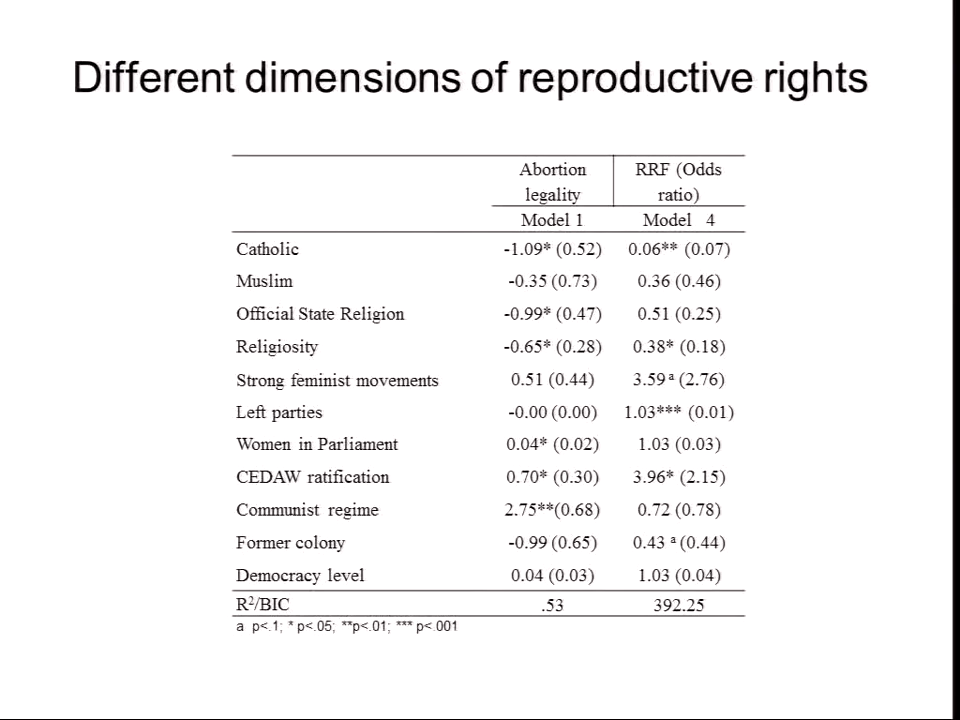 Different dimensions of reproductive rights
Abortion legality RRF (Odds ratio)
Model 1 Model 4
Catholic -1.09* (0.52) 0.06** (0.07)
Muslim -0.35 (0.73) 0.36 (0.46)
Official State Religion -0.99* (0.47) 0.51 (0.25)
Religiosity -0.65* (0.28) 0.38* (0.18)
Strong feminist movements 0.51 (0.44) 3.59 ᵃ (2.76)
Left parties -0.00 (0.00) 1.03*** (0.01)
Women in Parliament 0.04* (0.02) 1.03 (0.03)
CEDAW ratification 0.70* (0.30) 3.96* (2.15)
Communist regime 2.75**(0.68) 0.72 (0.78)
Former colony -0.99 (0.65) 0.43 ᵃ (0.44)
Democracy level 0.04 (0.03) 1.03 (0.04)
R²/BIC .53 392.25
a p<.1; * p<.05; **p<.01; *** p<.001